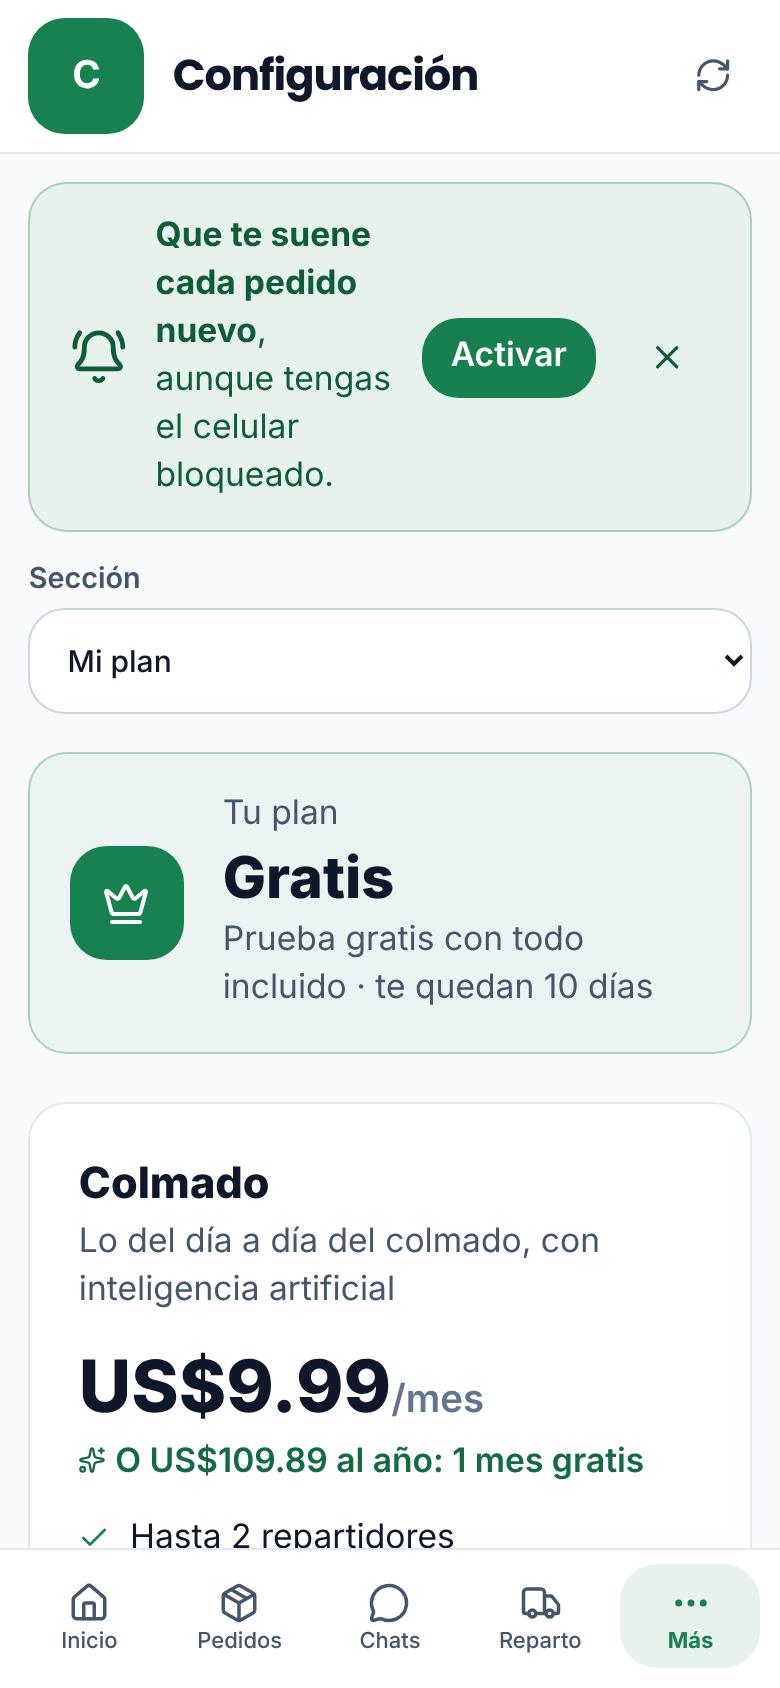 C
Configuración
Que te suene
cada pedido
nuevo,
aunque tengas
el celular
bloqueado.
Activar
Sección
Mi plan
Tu plan
Gratis
Prueba gratis con todo
incluido · te quedan 10 días
Colmado
Lo del día a día del colmado, con
inteligencia artificial
US$9.99/mes
O US$109.89 al año: 1 mes gratis
Hasta 2 repartidores
Inicio
Pedidos
Chats
Reparto
Más